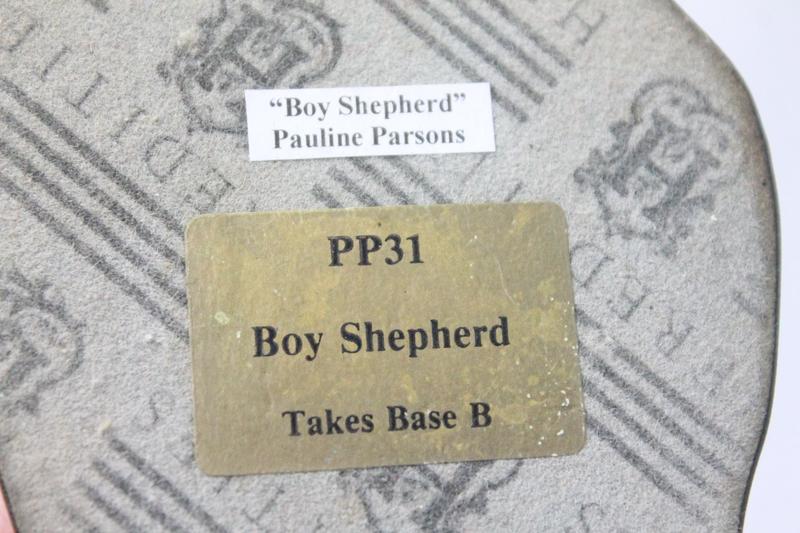 “Boy Shepherd”
Pauline Parsons
PP31
Boy Shepherd
Takes Base B